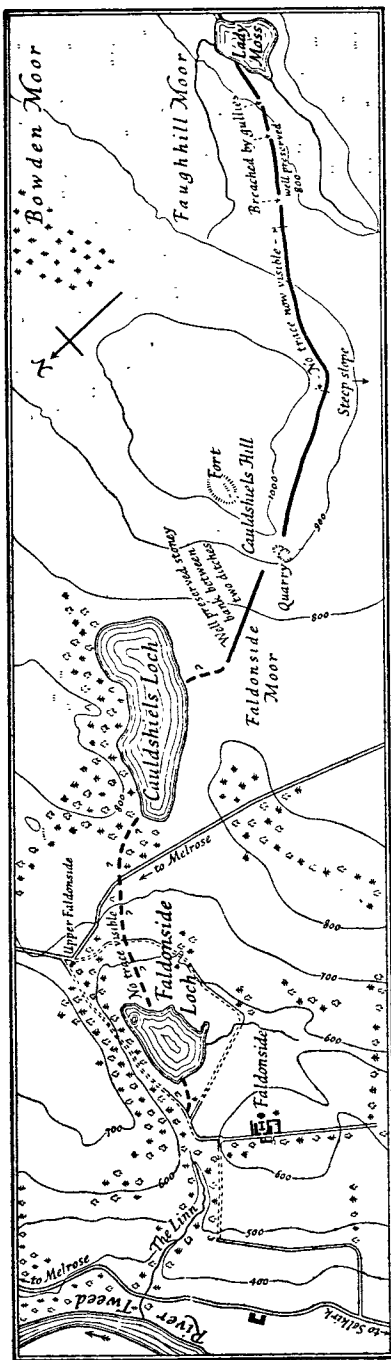 Lady
Moss
Faughhill Moor
Bowden Moor
Breached by gullies
well preserved
800
No trace now visible
Steep slope
N
Fort
Cauldshiels Hill
1000
900
Quarry
800
Well preserved stoney
bank between
two ditches
?
Faldonside
Moor
Cauldshiels Loch
800
to Melrose
Upper Faldonside
No trace visible
?
?
Faldonside
Loch
800
700
600
Faldonside
600
700
600
500
400
The Linn
to Melrose
River Tweed
to Selkirk